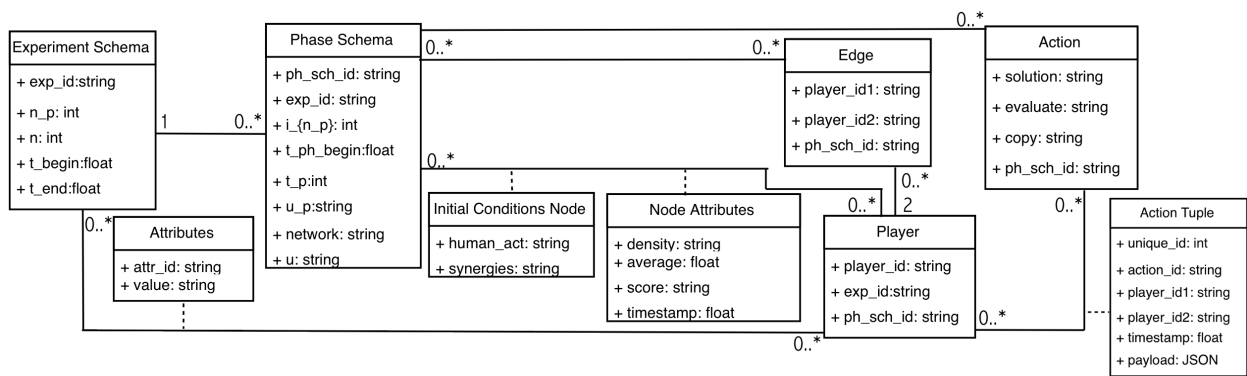 Experiment Schema
+ exp_id:string
+ n_p: int
+ n: int
+ t_begin:float
+ t_end:float
1
0..*
0..*
Attributes
+ attr_id: string
+ value: string
Phase Schema
+ ph_sch_id: string
+ exp_id: string
+ i_{n_p}: int
+ t_ph_begin:float
+ t_p:int
+ u_p:string
+ network: string
+ u: string
0..*
0..*
0..*
0..*
Initial Conditions Node
+ human_act: string
+ synergies: string
Node Attributes
+ density: string
+ average: float
+ score: string
+ timestamp: float
Edge
+ player_id1: string
+ player_id2: string
+ ph_sch_id: string
0..*
2
0..*
Player
+ player_id: string
+ exp_id:string
+ ph_sch_id: string
0..*
0..*
0..*
Action
+ solution: string
+ evaluate: string
+ copy: string
+ ph_sch_id: string
0..*
Action Tuple
+ unique_id: int
+ action_id: string
+ player_id1: string
+ player_id2: string
+ timestamp: float
+ payload: JSON